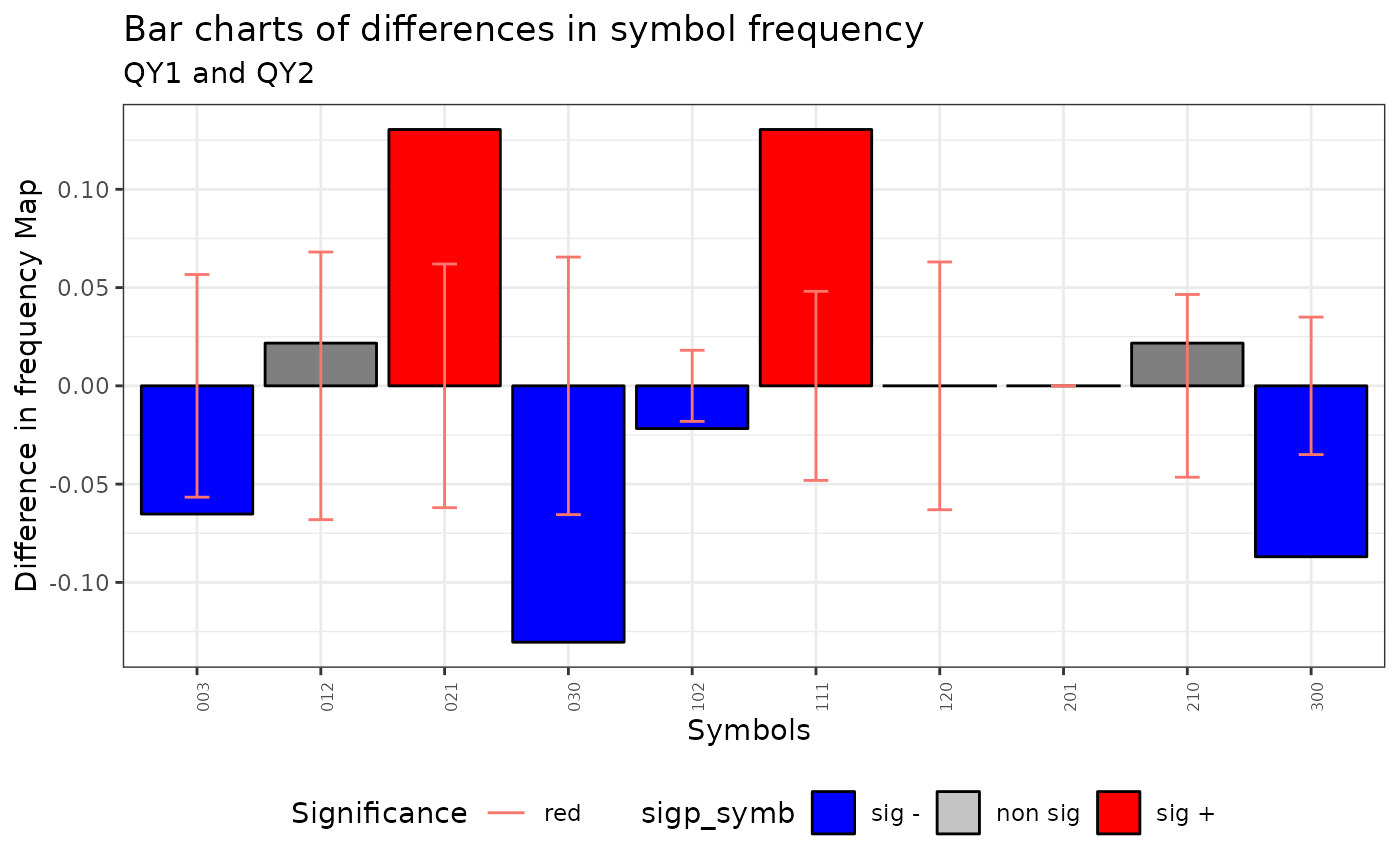 Bar charts of differences in symbol frequency
QY1 and QY2
Difference in frequency Map
0.10
0.05
0.00
-0.05
-0.10
003 012 021 030 102 111 120 201 210 300
Symbols
Significance red sigp_symb sig - non sig sig +